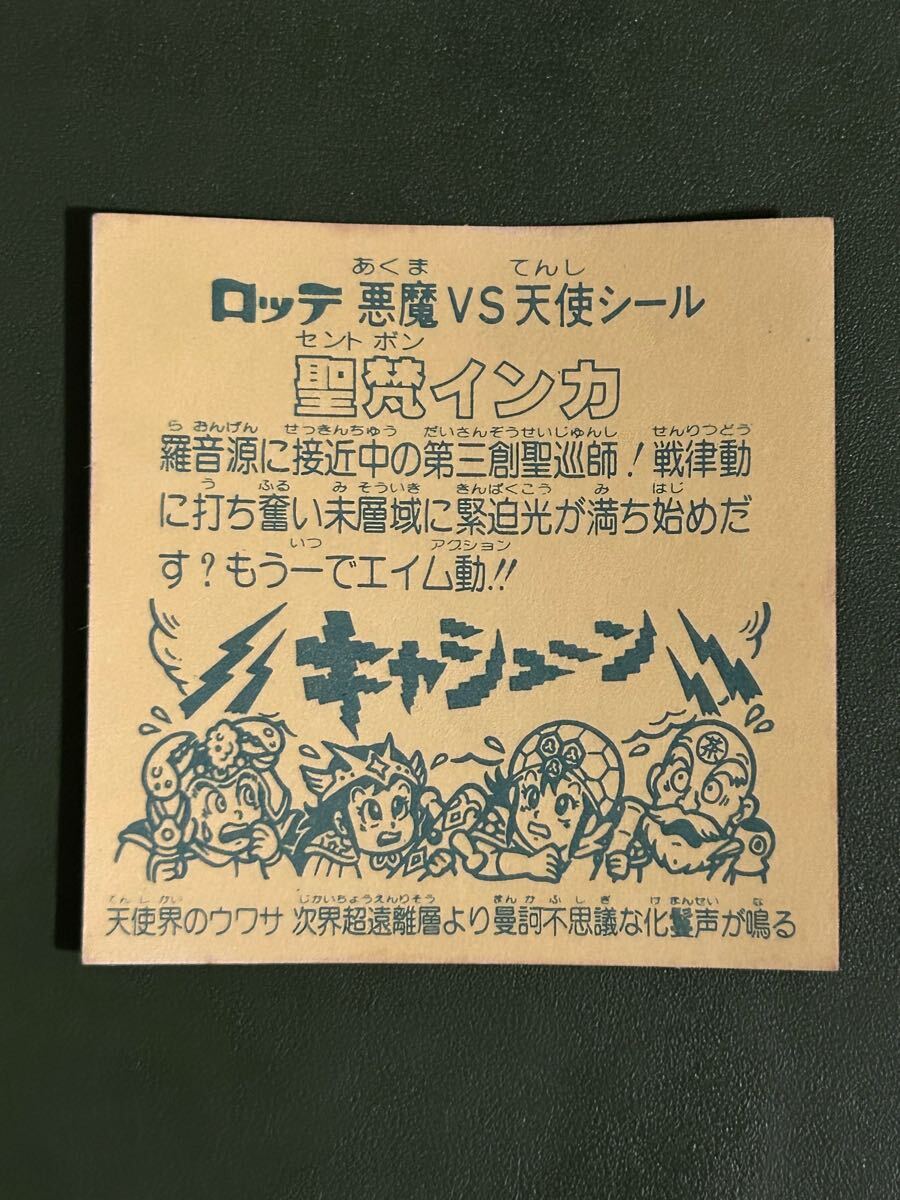 あくま てんし
ロッテ 悪魔VS天使シール
セント ボン
聖梵インカ
らおんげん せっきんちゅう だいさんぞうせいじゅんし せんりつどう
羅音源に接近中の第三創聖巡師!戦律動
う ふる みそういき きんぱくこう み はじ
に打ち奮い未層域に緊迫光が満ち始めだ
いつ アクション
す?もう一でエイム動!!
キャシューン
茶
てんしかい じかいちょうえんりそう まんかふしぎ けまんせい な
天使界のウワサ 次界超遠離層より曼訶不思議な化鬘声が鳴る